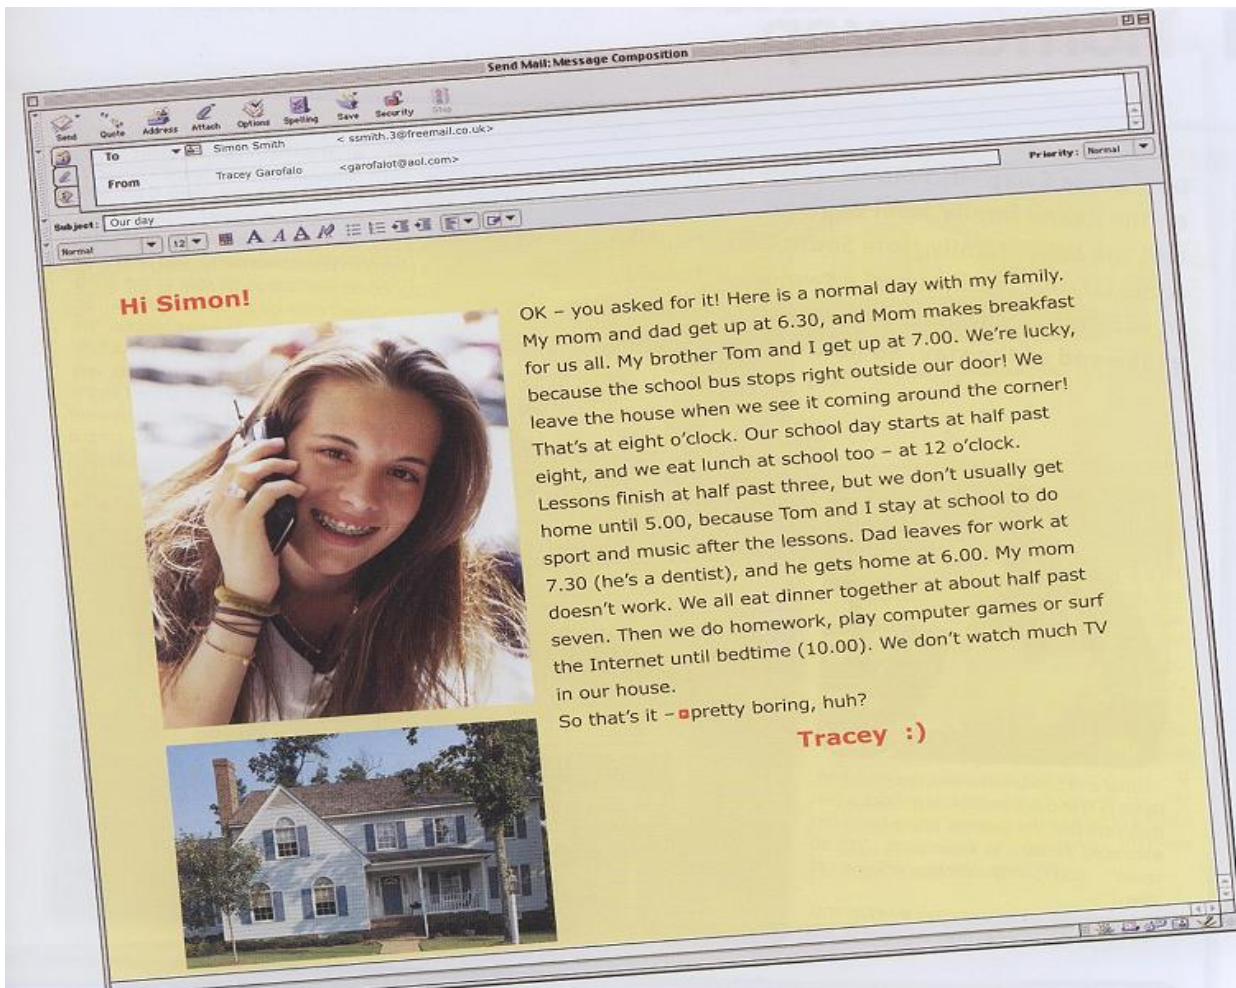 Send Mail: Message Composition
Send Quote Address Attach Options Spelling Save Security Stop
To Simon Smith < ssmith.3@freemail.co.uk>
From Tracey Garofalo <garofalot@aol.com>
Priority: Normal
Subject: Our day
Normal 12 A A A
Hi Simon!
OK – you asked for it! Here is a normal day with my family.
My mom and dad get up at 6.30, and Mom makes breakfast
for us all. My brother Tom and I get up at 7.00. We're lucky,
because the school bus stops right outside our door! We
leave the house when we see it coming around the corner!
That's at eight o'clock. Our school day starts at half past
eight, and we eat lunch at school too – at 12 o'clock.
Lessons finish at half past three, but we don't usually get
home until 5.00, because Tom and I stay at school to do
sport and music after the lessons. Dad leaves for work at
7.30 (he's a dentist), and he gets home at 6.00. My mom
doesn't work. We all eat dinner together at about half past
seven. Then we do homework, play computer games or surf
the Internet until bedtime (10.00). We don't watch much TV
in our house.
So that's it – pretty boring, huh?
Tracey :)